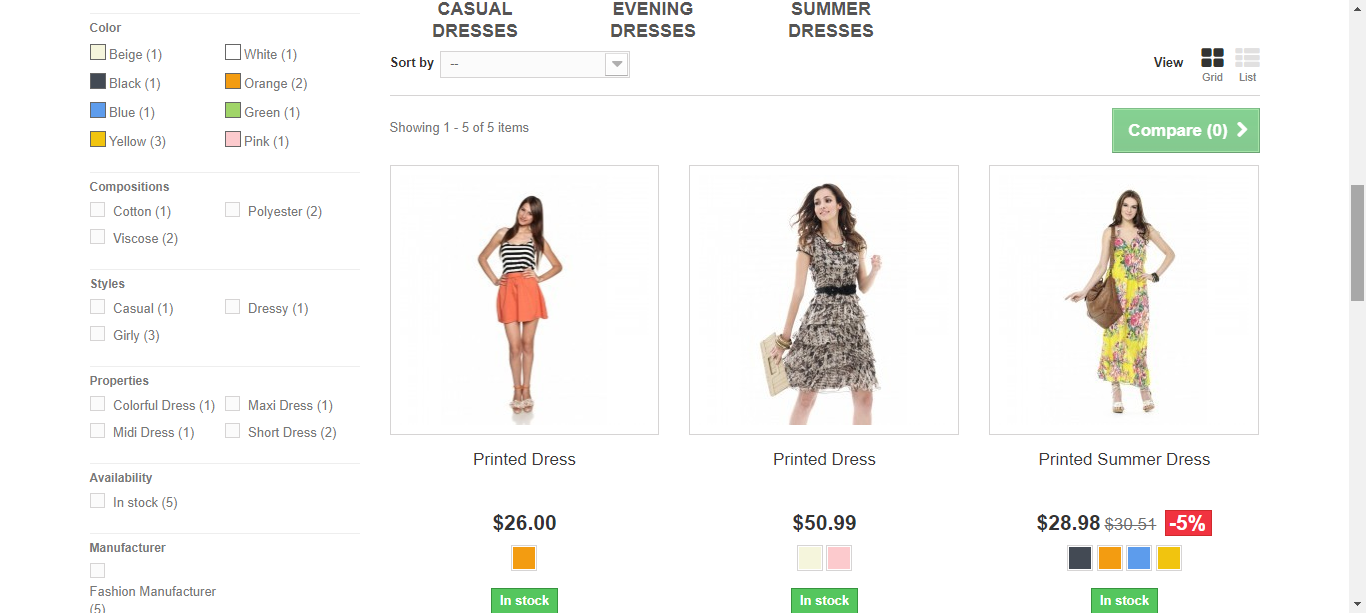 Color
Beige (1)
White (1)
Black (1)
Orange (2)
Blue (1)
Green (1)
Yellow (3)
Pink (1)
Compositions
Cotton (1)
Polyester (2)
Viscose (2)
Styles
Casual (1)
Dressy (1)
Girly (3)
Properties
Colorful Dress (1)
Maxi Dress (1)
Midi Dress (1)
Short Dress (2)
Availability
In stock (5)
Manufacturer
Fashion Manufacturer
(5)
CASUAL
DRESSES
EVENING
DRESSES
SUMMER
DRESSES
Sort by
--
View
Grid
List
Showing 1 - 5 of 5 items
Compare (0)
Printed Dress
$26.00
In stock
Printed Dress
$50.99
In stock
Printed Summer Dress
$28.98 $30.51 -5%
In stock